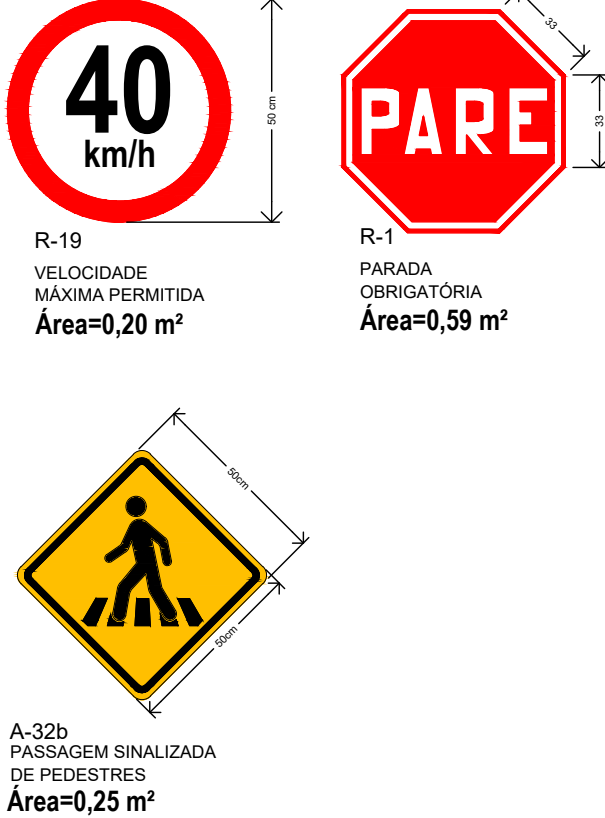 40
km/h
50 cm
R-19
VELOCIDADE
MÁXIMA PERMITIDA
Área=0,20 m²
33
PARE
33
R-1
PARADA
OBRIGATÓRIA
Área=0,59 m²
50cm
50cm
A-32b
PASSAGEM SINALIZADA
DE PEDESTRES
Área=0,25 m²